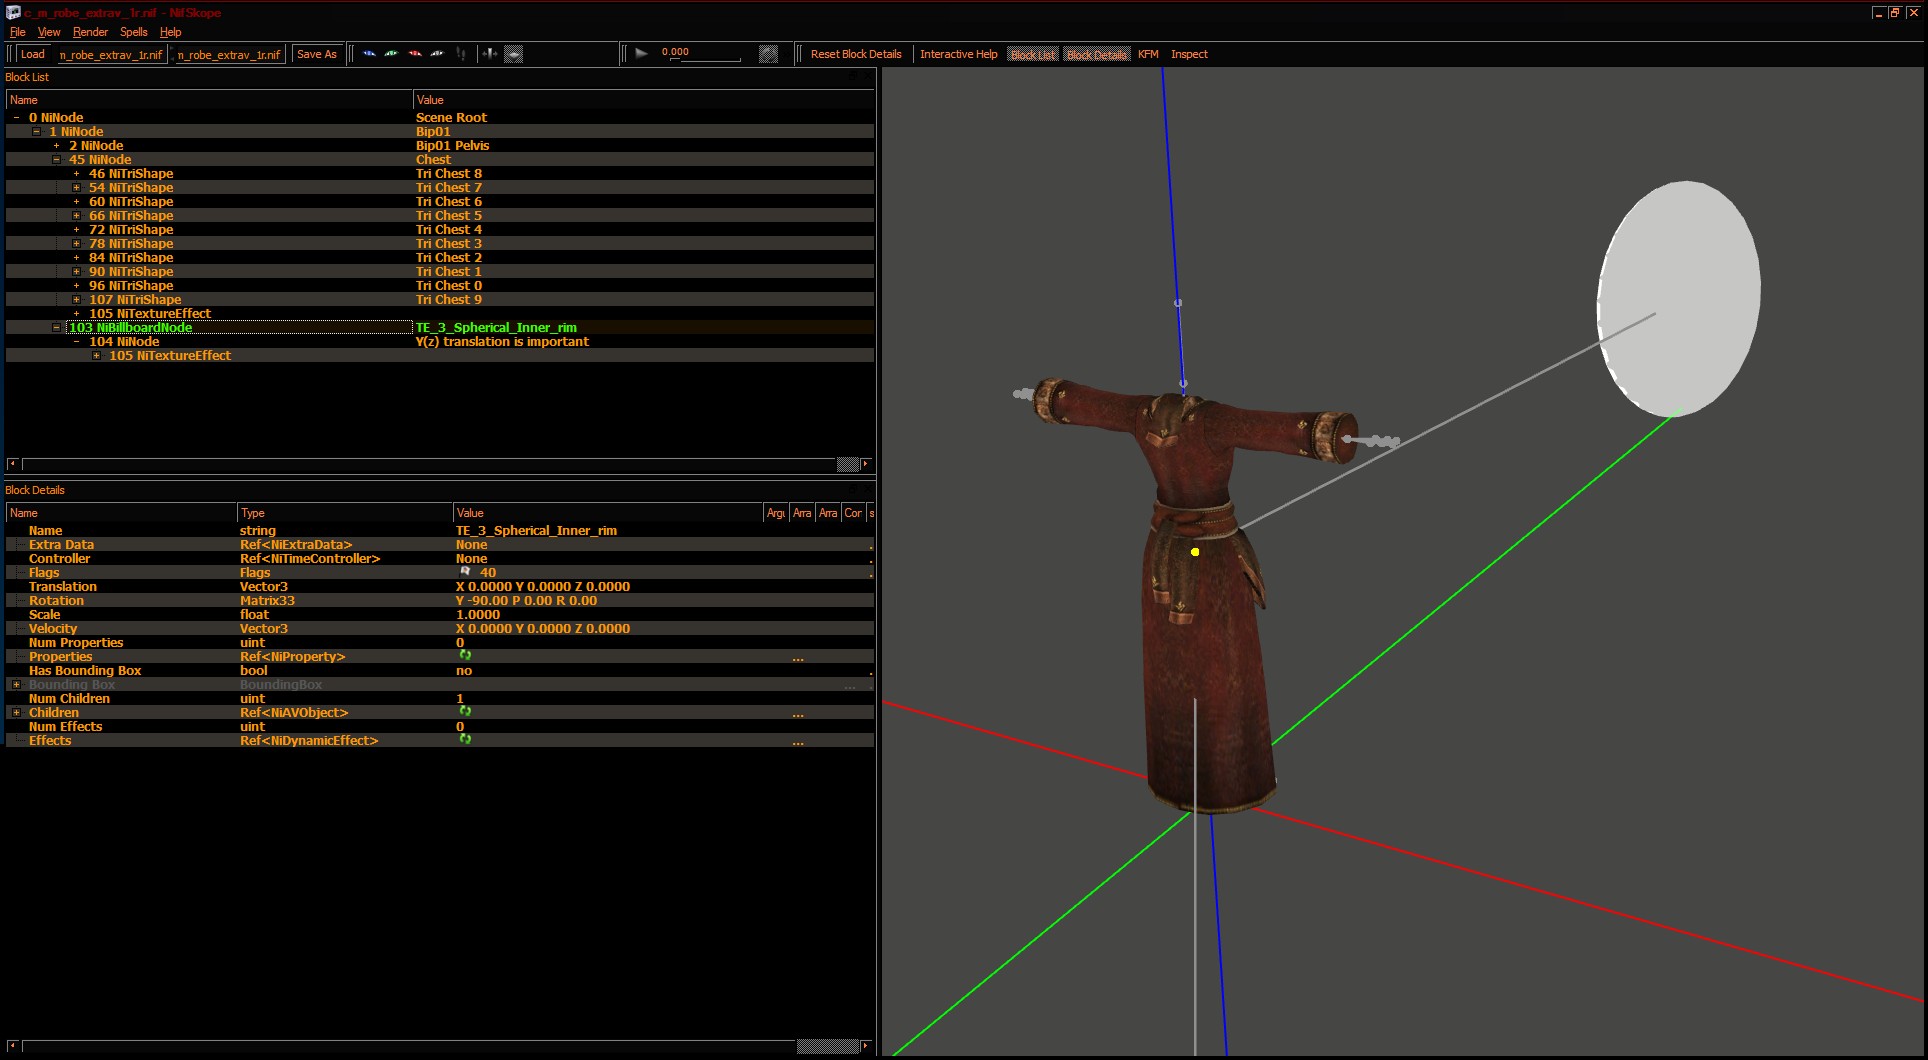 c_m_robe_extrav_1r.nif - NifSkope
File View Render Spells Help
Load n_robe_extrav_1r.nif n_robe_extrav_1r.nif Save As 0.000 Reset Block Details Interactive Help Block List Block Details KFM Inspect
Block List
Name Value
0 NiNode Scene Root
1 NiNode Bip01
2 NiNode Bip01 Pelvis
45 NiNode Chest
46 NiTriShape Tri Chest 8
54 NiTriShape Tri Chest 7
60 NiTriShape Tri Chest 6
66 NiTriShape Tri Chest 5
72 NiTriShape Tri Chest 4
78 NiTriShape Tri Chest 3
84 NiTriShape Tri Chest 2
90 NiTriShape Tri Chest 1
96 NiTriShape Tri Chest 0
107 NiTriShape Tri Chest 9
105 NiTextureEffect
103 NiBillboardNode TE_3_Spherical_Inner_rim
104 NiNode Y(z) translation is important
105 NiTextureEffect
Block Details
Name Type Value Argu Arra Arra Cor s
Name string TE_3_Spherical_Inner_rim
Extra Data Ref<NiExtraData> None
Controller Ref<NiTimeController> None
Flags Flags 40
Translation Vector3 X 0.0000 Y 0.0000 Z 0.0000
Rotation Matrix33 Y -90.00 P 0.00 R 0.00
Scale float 1.0000
Velocity Vector3 X 0.0000 Y 0.0000 Z 0.0000
Num Properties uint 0
Properties Ref<NiProperty> ...
Has Bounding Box bool no
Bounding Box BoundingBox ...
Num Children uint 1
Children Ref<NiAVObject> ...
Num Effects uint 0
Effects Ref<NiDynamicEffect> ...